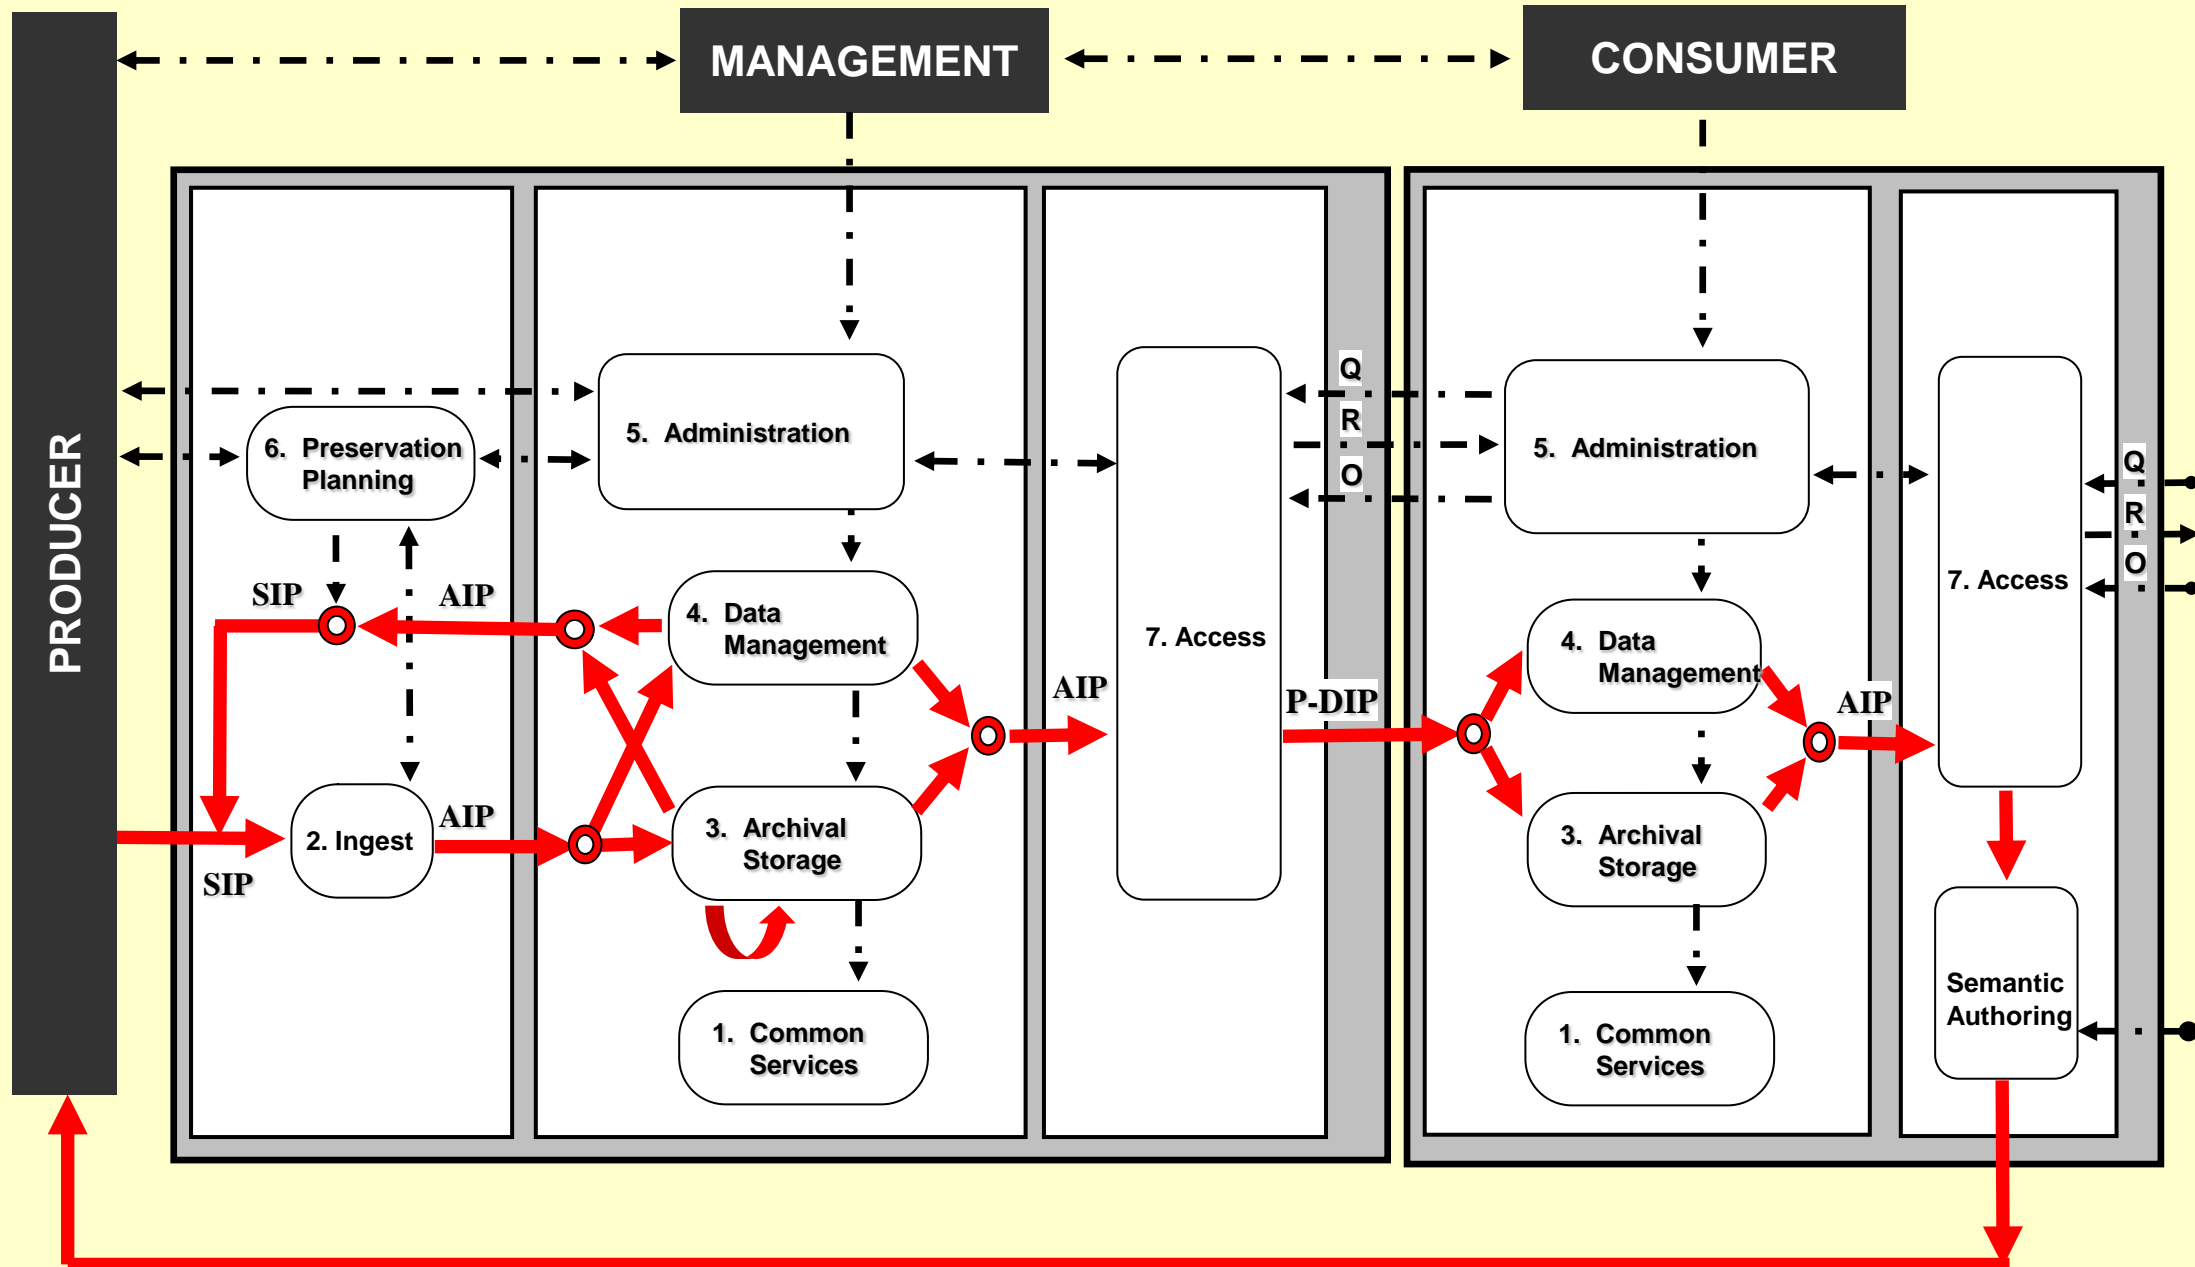 MANAGEMENT
CONSUMER
PRODUCER
6. Preservation
Planning
5. Administration
SIP
AIP
4. Data
Management
2. Ingest
AIP
SIP
3. Archival
Storage
1. Common
Services
AIP
7. Access
Q
R
O
P-DIP
5. Administration
4. Data
Management
3. Archival
Storage
1. Common
Services
AIP
7. Access
Q
R
O
Semantic
Authoring